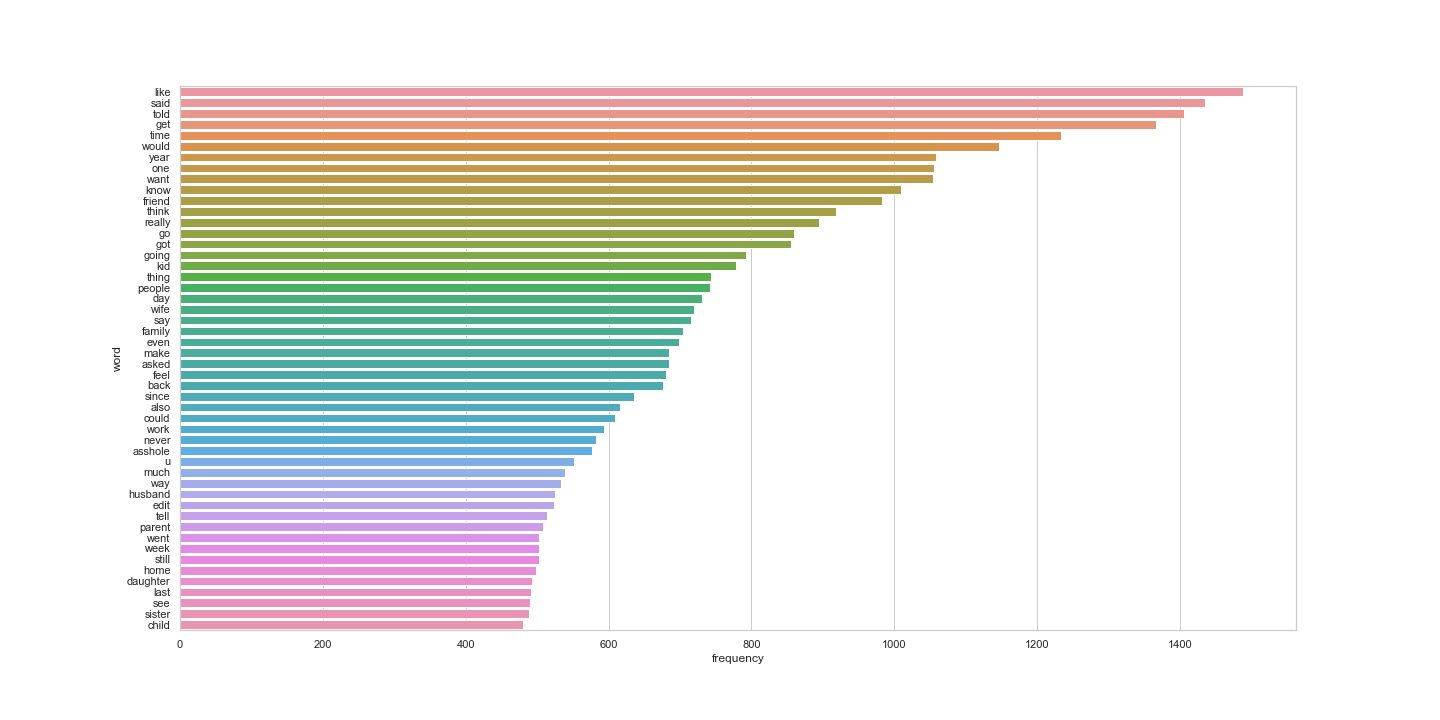 like
said
told
get
time
would
year
one
want
know
friend
think
really
go
got
going
kid
thing
people
day
wife
say
family
even
make
asked
feel
back
since
also
could
work
never
asshole
u
much
way
husband
edit
tell
parent
went
week
still
home
daughter
last
see
sister
child
word
0 200 400 600 800 1000 1200 1400
frequency